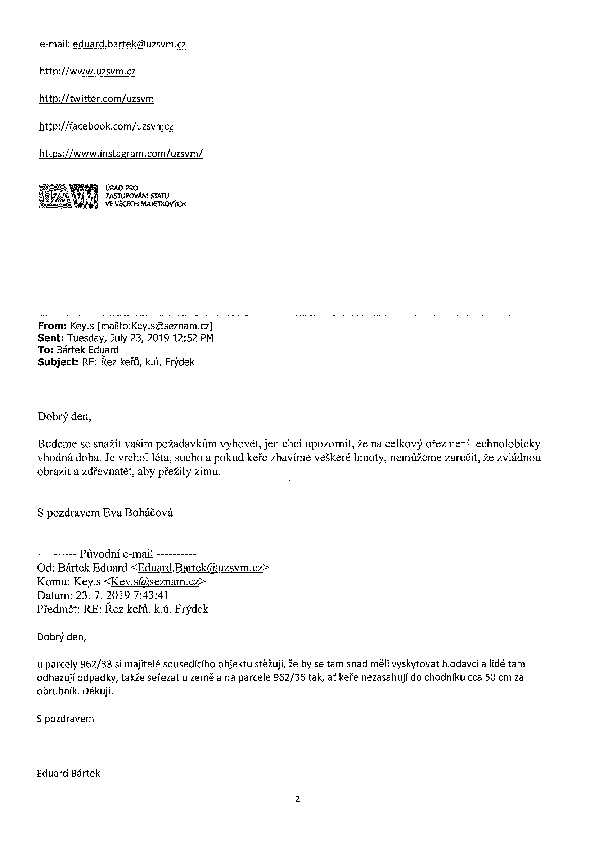 e-mail: eduard.bartek@uzsvm.cz
http://www.uzsvm.cz
http://twitter.com/uzsvm
http://facebook.com/uzsvmcz
https://www.instagram.com/uzsvm/
ÚŘAD PRO
ZASTUPOVÁNÍ STÁTU
VE VĚCECH MAJETKOVÝCH
From: Key.s [mailto:Key.s@seznam.cz]
Sent: Tuesday, July 23, 2019 12:52 PM
To: Bártek Eduard
Subject: RE: Řez keřů, k.ú. Frýdek
Dobrý den,
Budeme se snažit vašim požadavkům vyhovět, jen chci upozornit, že na celkový ořez není technolobicky
vhodná doba. Je vrchol léta, sucho a pokud keře zbavíme veškeré hmoty, nemůžeme zaručit, že zvládnou
obrazit a zdřevnatět, aby přežily zimu.
S pozdravem Eva Boháčová
---------- Původní e-mail ----------
Od: Bártek Eduard <Eduard.Bartek@uzsvm.cz>
Komu: Key.s <Key.s@seznam.cz>
Datum: 23. 7. 2019 7:43:41
Předmět: RE: Řez keřů, k.ú. Frýdek
Dobrý den,
u parcely 962/38 si majitelé sousedícího objektu stěžují, že by se tam snad měli vyskytovat hlodavci a lidé tam
odhazují odpadky, takže seřezat u země a na parcele 962/35 tak, ať keře nezasahují do chodníku cca 50 cm za
obrubník. Děkuji.
S pozdravem
Eduard Bártek
2